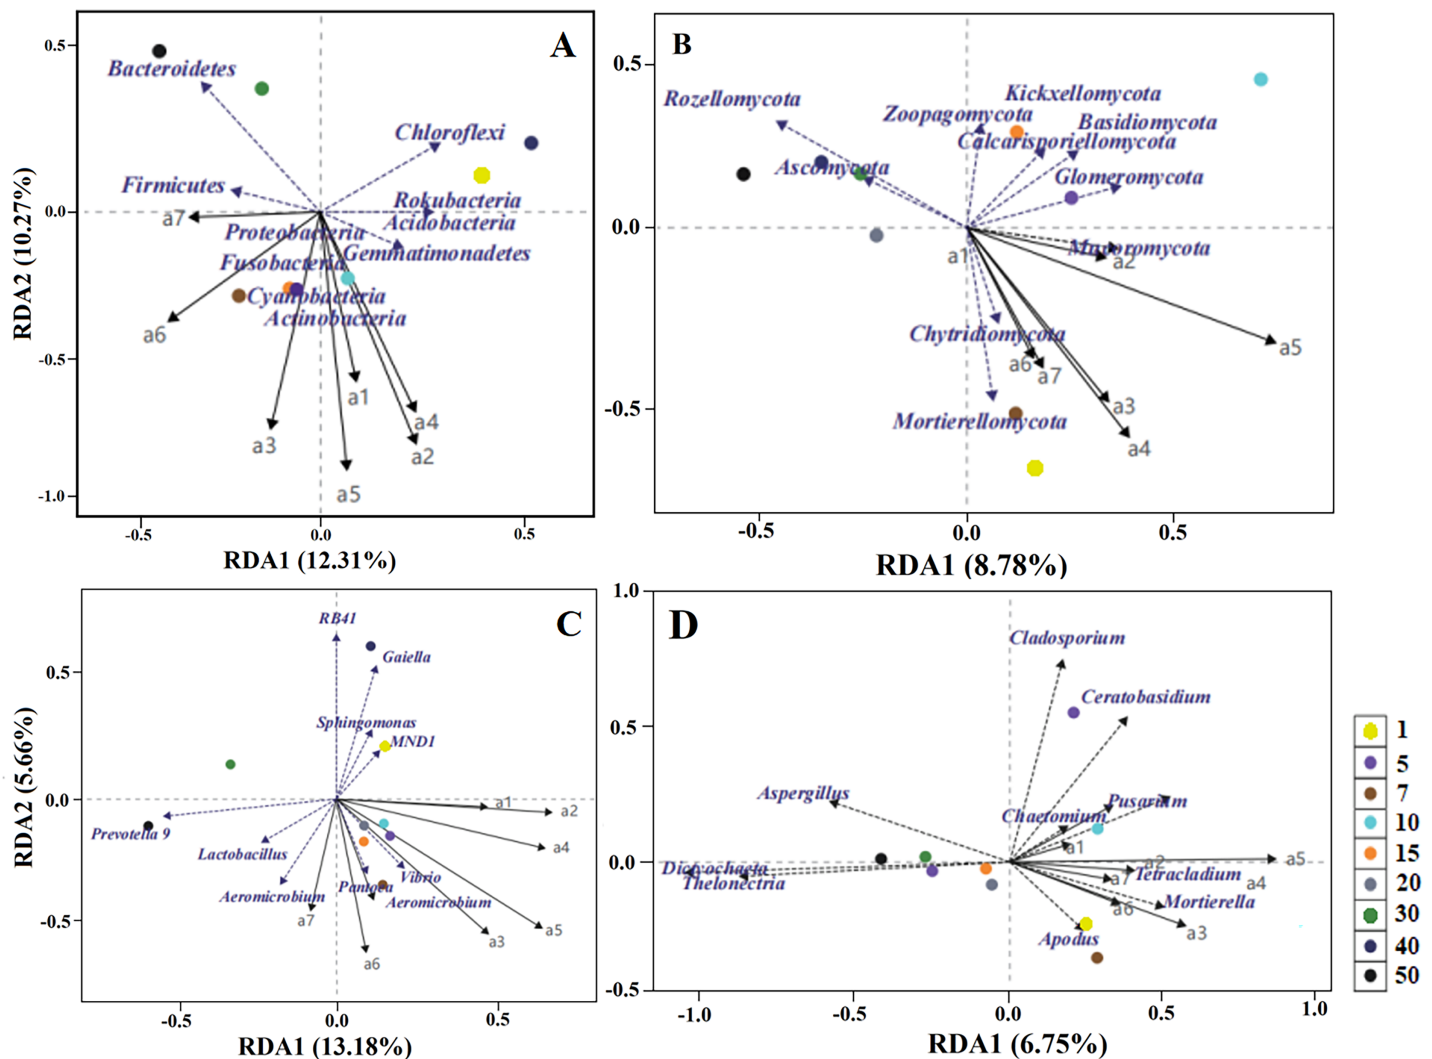 A
0.5
Bacteroidetes
Chloroflexi
Firmicutes
a7
0.0
Rokubacteria
Acidobacteria
Proteobacteria
Gemmatimonadetes
Fusobacteria
Cyanobacteria
Actinobacteria
a6
-0.5
a1
a4
a3
a2
a5
-1.0
-0.5
0.0
0.5
RDA1 (12.31%)
RDA2 (10.27%)
B
0.5
Rozellomycota
Kickxellomycota
Zoopagomycota
Basidiomycota
Calcarisporiellomycota
Ascomycota
Glomeromycota
0.0
a1
Mucoromycota
a2
Chytridiomycota
a5
a6
a7
a3
-0.5
Mortierellomycota
a4
-0.5
0.0
0.5
RDA1 (8.78%)
C
RB41
Gaiella
0.5
Sphingomonas
MND1
0.0
a1
a2
Prevotella 9
a4
Lactobacillus
Vibrio
Pantoea
Aeromicrobium
Aeromicrobium
a7
-0.5
a5
a3
a6
-0.5
0.0
0.5
RDA1 (13.18%)
RDA2 (5.66%)
1.0
D
Cladosporium
Ceratobasidium
0.5
Aspergillus
Pusarium
Chaetomium
a1
0.0
a2
a5
Dictyochaeta
Tetracladium
Thelonectria
a7
a4
a6
Mortierella
a3
Apodus
-0.5
-1.0
-0.5
0.0
0.5
1.0
RDA1 (6.75%)
1
5
7
10
15
20
30
40
50